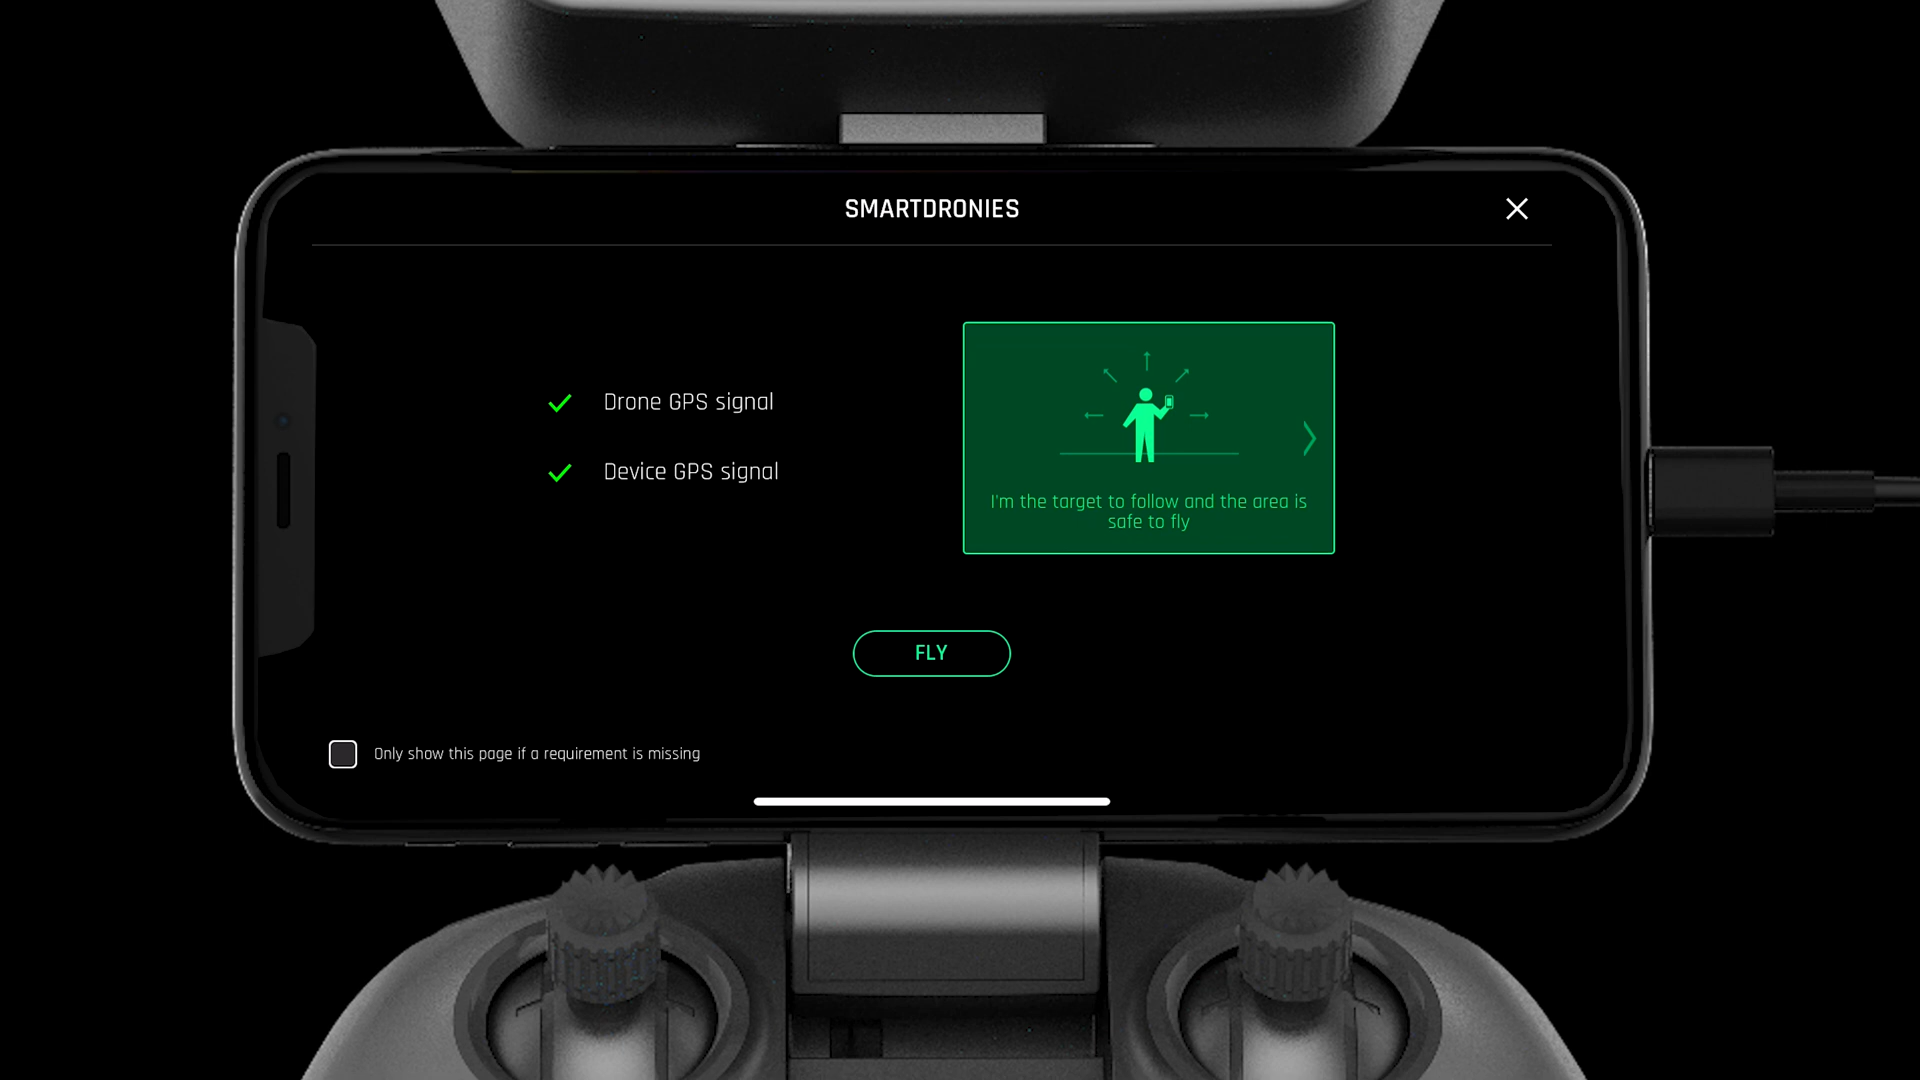 SMARTDRONIES
Drone GPS signal
Device GPS signal
I'm the target to follow and the area is
safe to fly
FLY
Only show this page if a requirement is missing